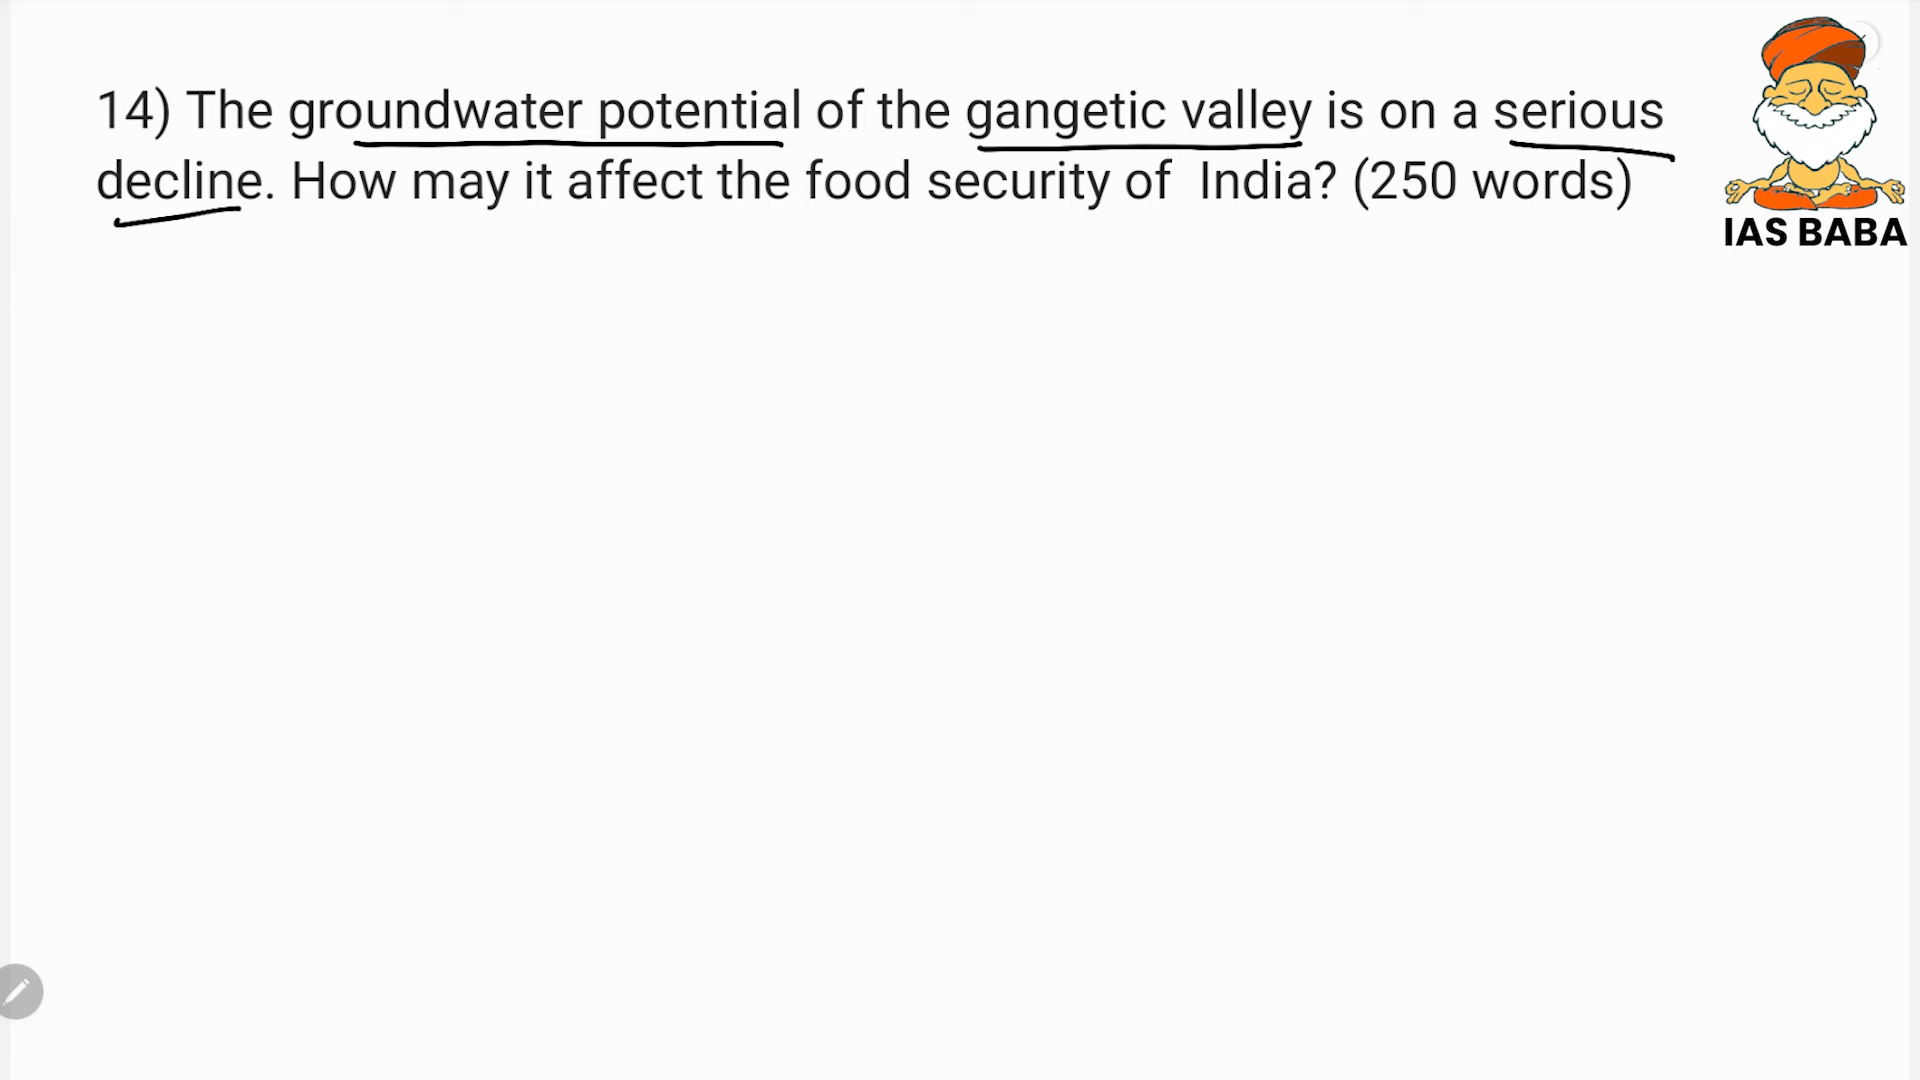 14) The groundwater potential of the gangetic valley is on a serious
decline. How may it affect the food security of India? (250 words)
IAS BABA